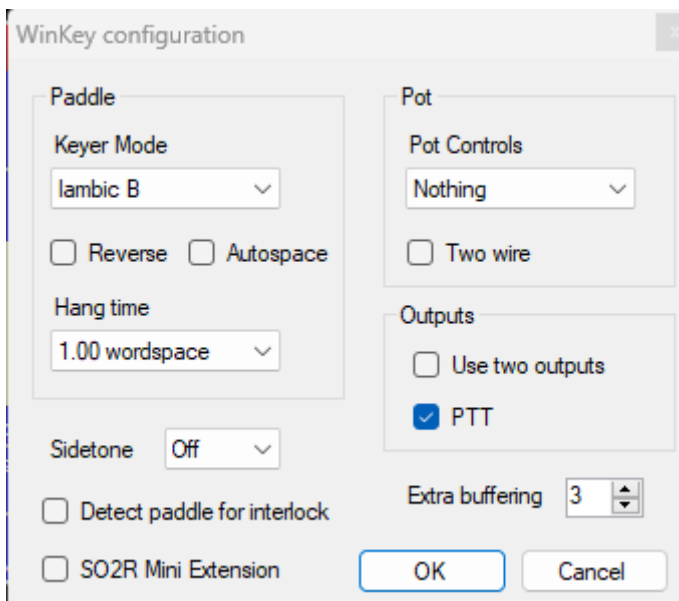 WinKey configuration
Paddle
Keyer Mode
Iambic B
Reverse
Autospace
Hang time
1.00 wordspace
Sidetone
Off
Detect paddle for interlock
SO2R Mini Extension
Pot
Pot Controls
Nothing
Two wire
Outputs
Use two outputs
PTT
Extra buffering
3
OK
Cancel